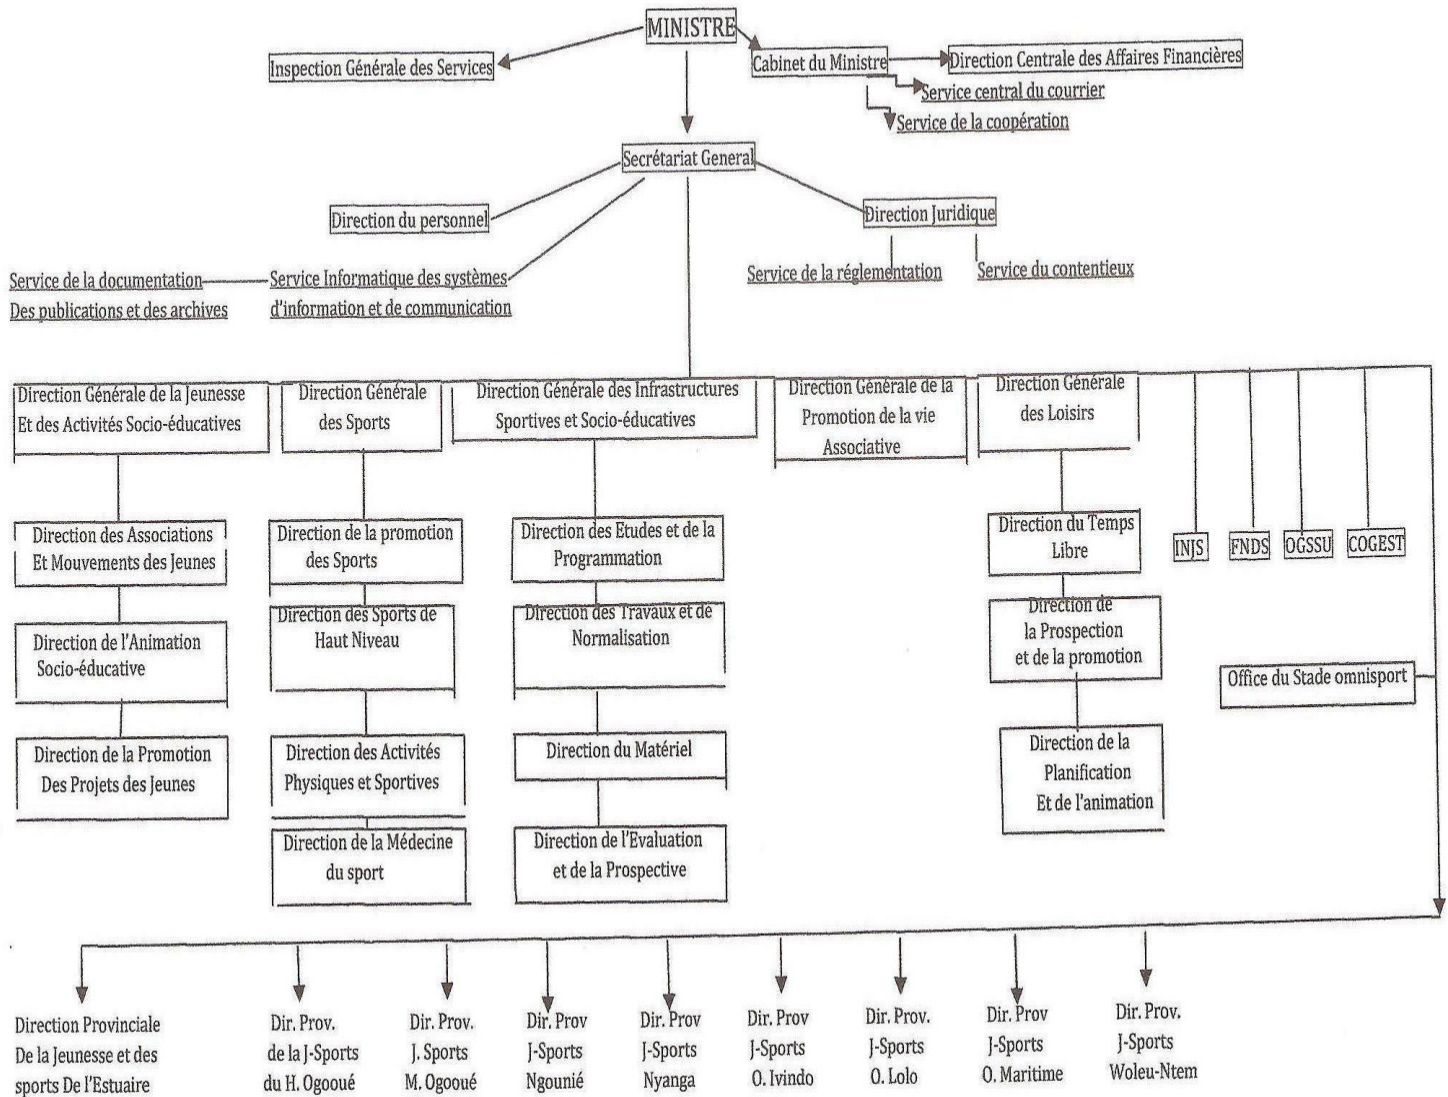 MINISTRE
Inspection Générale des Services
Cabinet du Ministre
Direction Centrale des Affaires Financières
Service central du courrier
Service de la coopération
Secrétariat General
Direction du personnel
Direction Juridique
Service de la documentation
Des publications et des archives
Service Informatique des systèmes
d'information et de communication
Service de la réglementation
Service du contentieux
Direction Générale de la Jeunesse
Et des Activités Socio-éducatives
Direction Générale
des Sports
Direction Générale des Infrastructures
Sportives et Socio-éducatives
Direction Générale de la
Promotion de la vie
Associative
Direction Générale
des Loisirs
Direction des Associations
Et Mouvements des Jeunes
Direction de l'Animation
Socio-éducative
Direction de la Promotion
Des Projets des Jeunes
Direction de la promotion
des Sports
Direction des Sports de
Haut Niveau
Direction des Activités
Physiques et Sportives
Direction de la Médecine
du sport
Direction des Etudes et de la
Programmation
Direction des Travaux et de
Normalisation
Direction du Matériel
Direction de l'Evaluation
et de la Prospective
Direction du Temps
Libre
Direction de
la Prospection
et de la promotion
Direction de la
Planification
Et de l'animation
INJS
FNDS
OGSSU
COGEST
Office du Stade omnisport
Direction Provinciale
De la Jeunesse et des
sports De l'Estuaire
Dir. Prov.
de la J-Sports
du H. Ogooué
Dir. Prov.
J. Sports
M. Ogooué
Dir. Prov
J-Sports
Ngounié
Dir. Prov
J-Sports
Nyanga
Dir. Prov
J-Sports
O. Ivindo
Dir. Prov.
J-Sports
O. Lolo
Dir. Prov
J-Sports
O. Maritime
Dir. Prov.
J-Sports
Woleu-Ntem